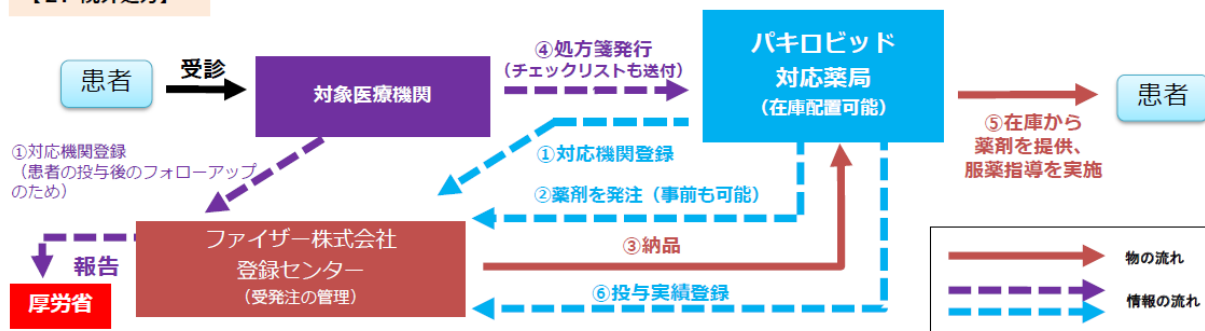 患者
受診
対象医療機関
④処方箋発行
(チェックリストも送付)
パキロビッド
対応薬局
(在庫配置可能)
患者
⑤在庫から
薬剤を提供、
服薬指導を実施
①対応機関登録
(患者の投与後のフォローアップ
のため)
①対応機関登録
②薬剤を発注(事前も可能)
ファイザー株式会社
登録センター
(受発注の管理)
③納品
⑥投与実績登録
報告
厚労省
物の流れ
情報の流れ